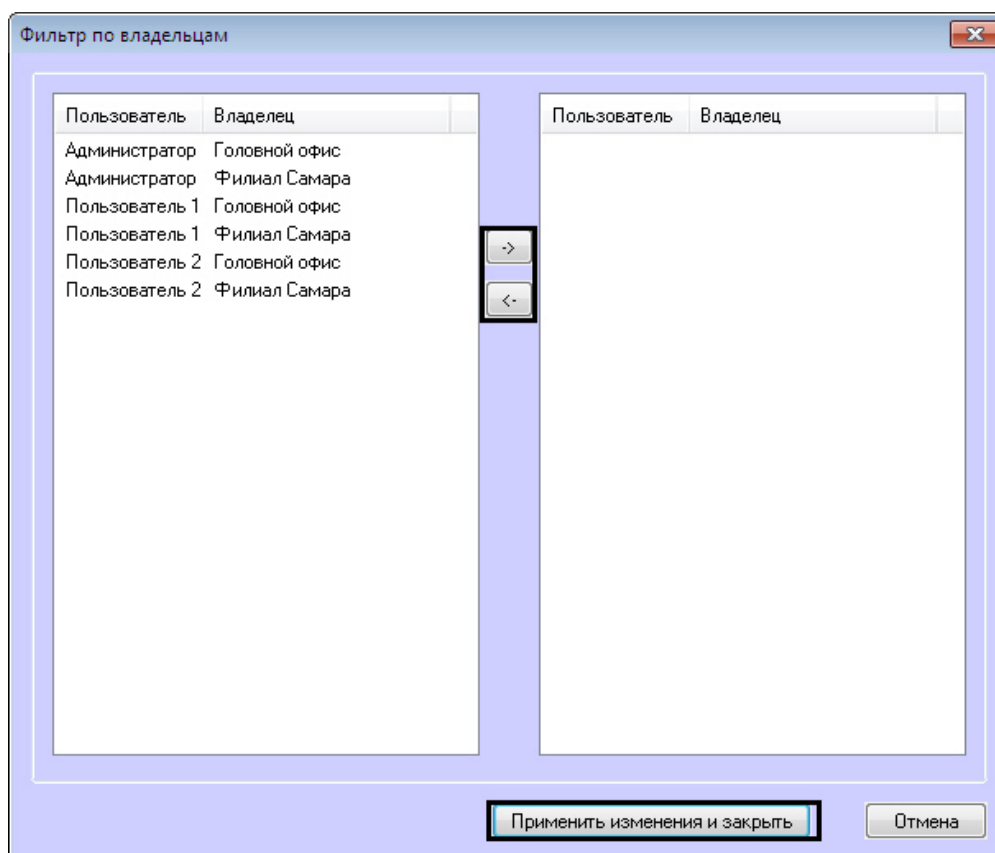 Фильтр по владельцам
Пользователь Владелец
Администратор Головной офис
Администратор Филиал Самара
Пользователь 1 Головной офис
Пользователь 1 Филиал Самара
Пользователь 2 Головной офис
Пользователь 2 Филиал Самара
->
<-
Пользователь Владелец
Применить изменения и закрыть
Отмена